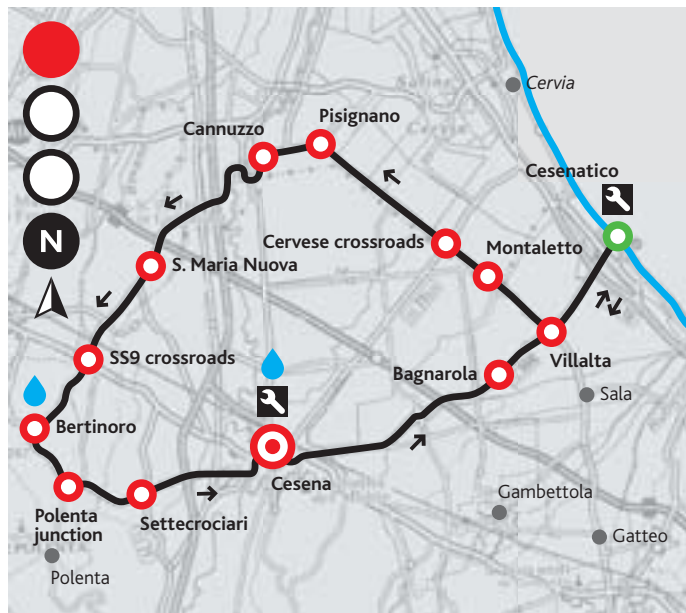 Cervia
Pisignano
Cannuzzo
Cesenatico
N
Cervese crossroads
Montaletto
S. Maria Nuova
SS9 crossroads
Villalta
Bagnarola
Sala
Bertinoro
Cesena
Gambettola
Settecrociari
Polenta
junction
Gatteo
Polenta